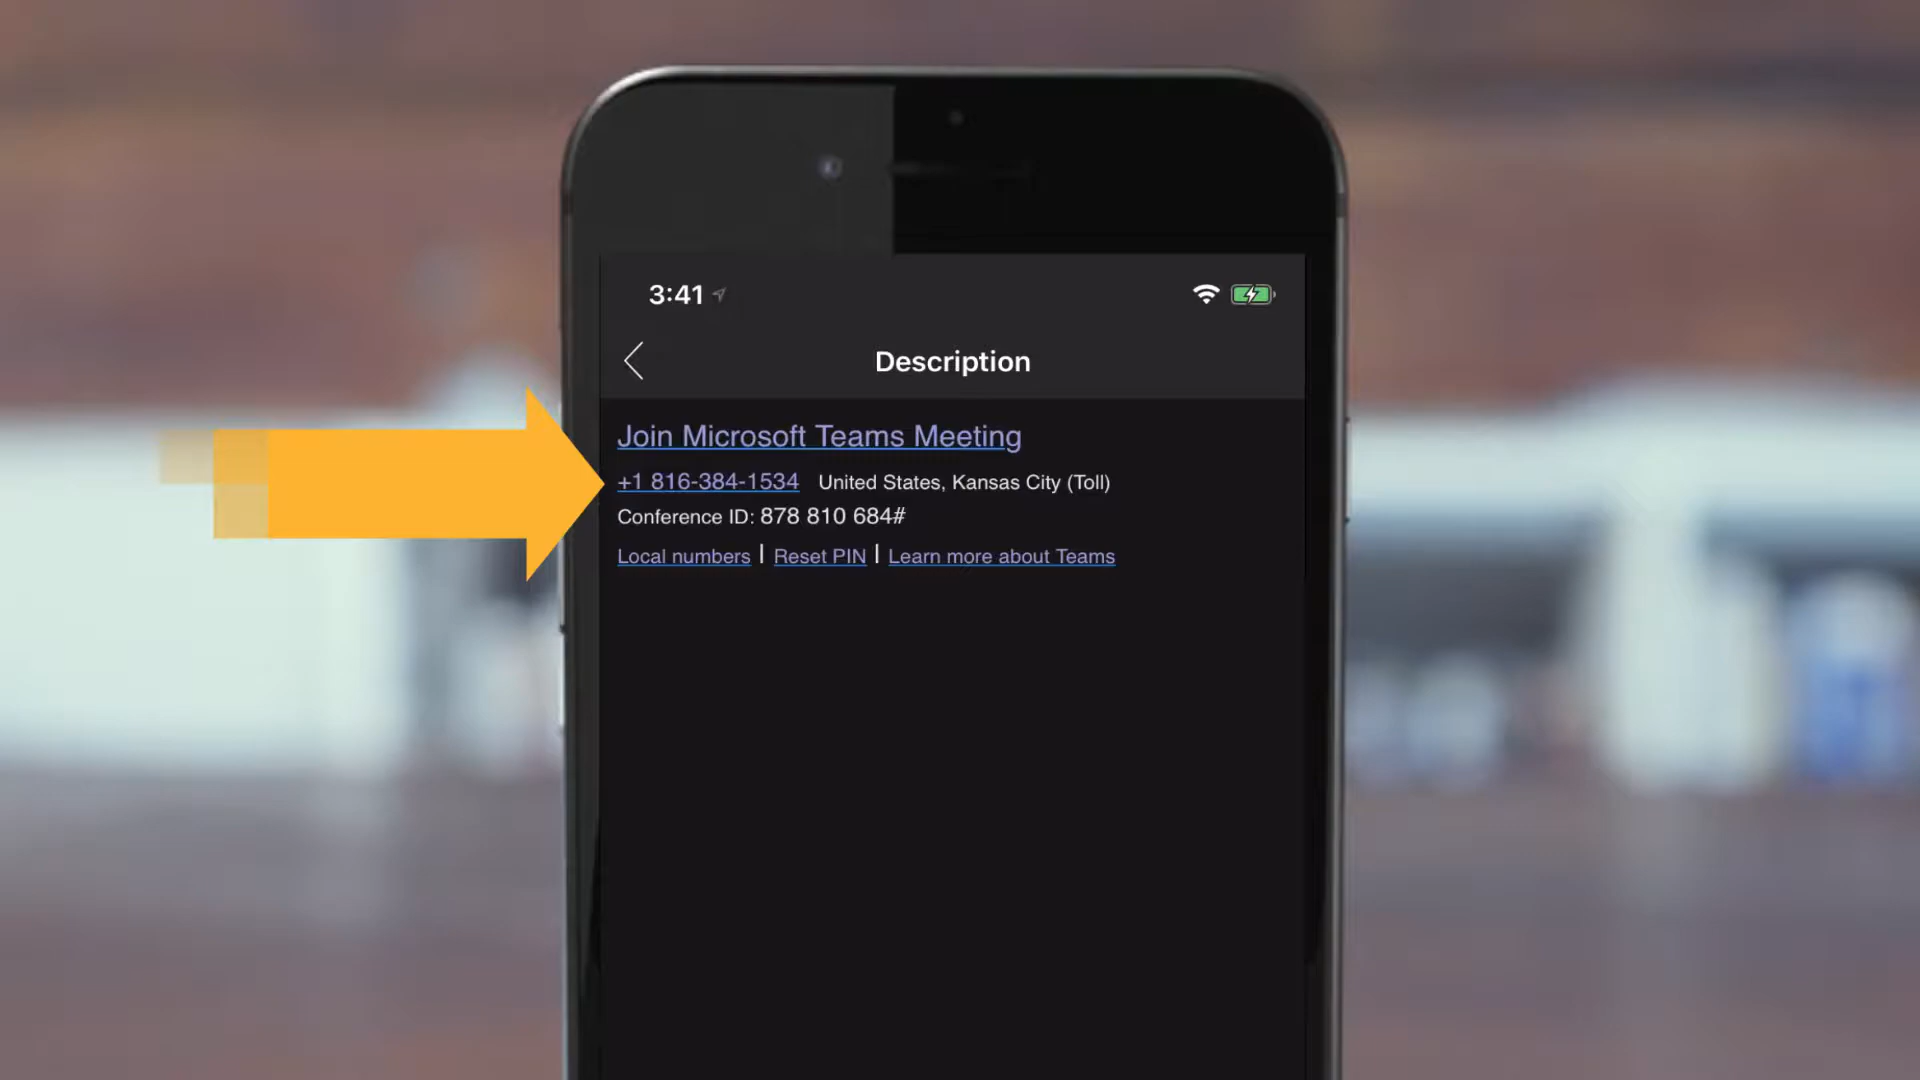 3:41
Description
Join Microsoft Teams Meeting
+1 816-384-1534 United States, Kansas City (Toll)
Conference ID: 878 810 684#
Local numbers | Reset PIN | Learn more about Teams